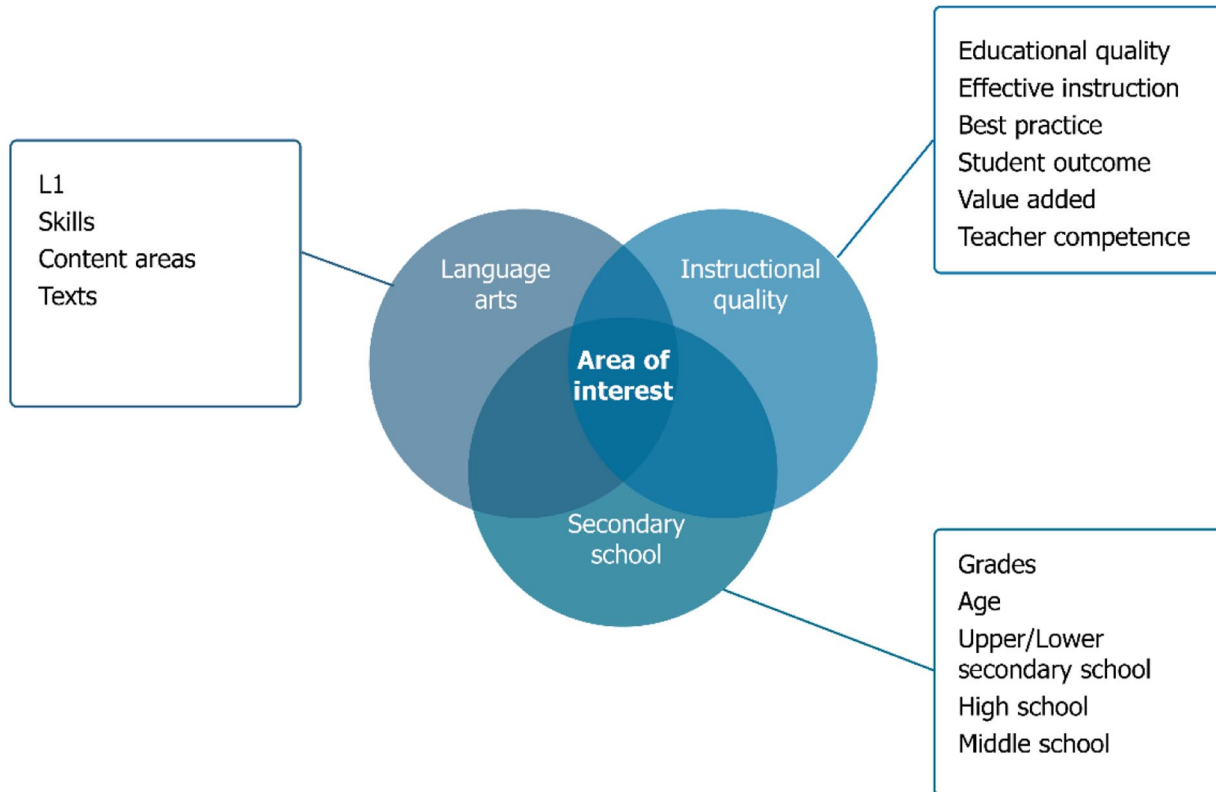 L1
Skills
Content areas
Texts
Language
arts
Instructional
quality
Area of
interest
Secondary
school
Educational quality
Effective instruction
Best practice
Student outcome
Value added
Teacher competence
Grades
Age
Upper/Lower
secondary school
High school
Middle school